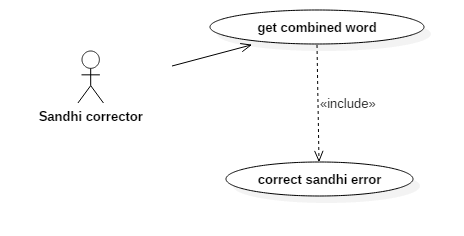 get combined word
Sandhi corrector
«include»
correct sandhi error